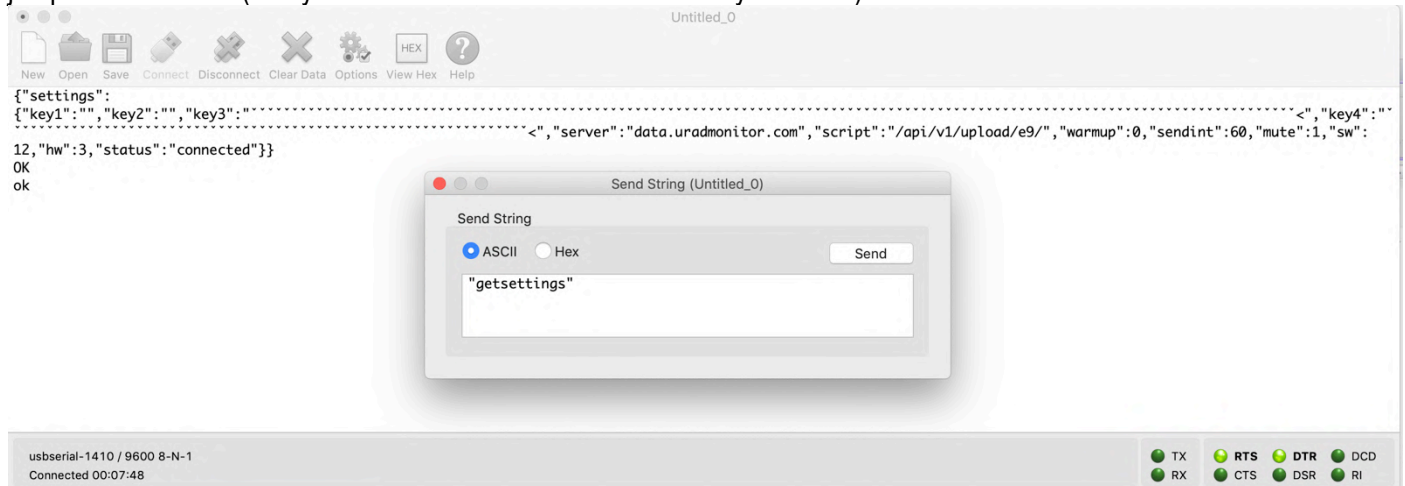 Untitled_0
New Open Save Connect Disconnect Clear Data Options View Hex Help
HEX
{"settings":
{"key1":"","key2":"","key3":"
<","key4":"
<","server":"data.uradmonitor.com","script":"/api/v1/upload/e9/","warmup":0,"sendint":60,"mute":1,"sw":
12,"hw":3,"status":"connected"}}
OK
ok
Send String (Untitled_0)
Send String
ASCII Hex
Send
"getsettings"
usbserial-1410 / 9600 8-N-1
Connected 00:07:48
TX RTS DTR DCD
RX CTS DSR RI